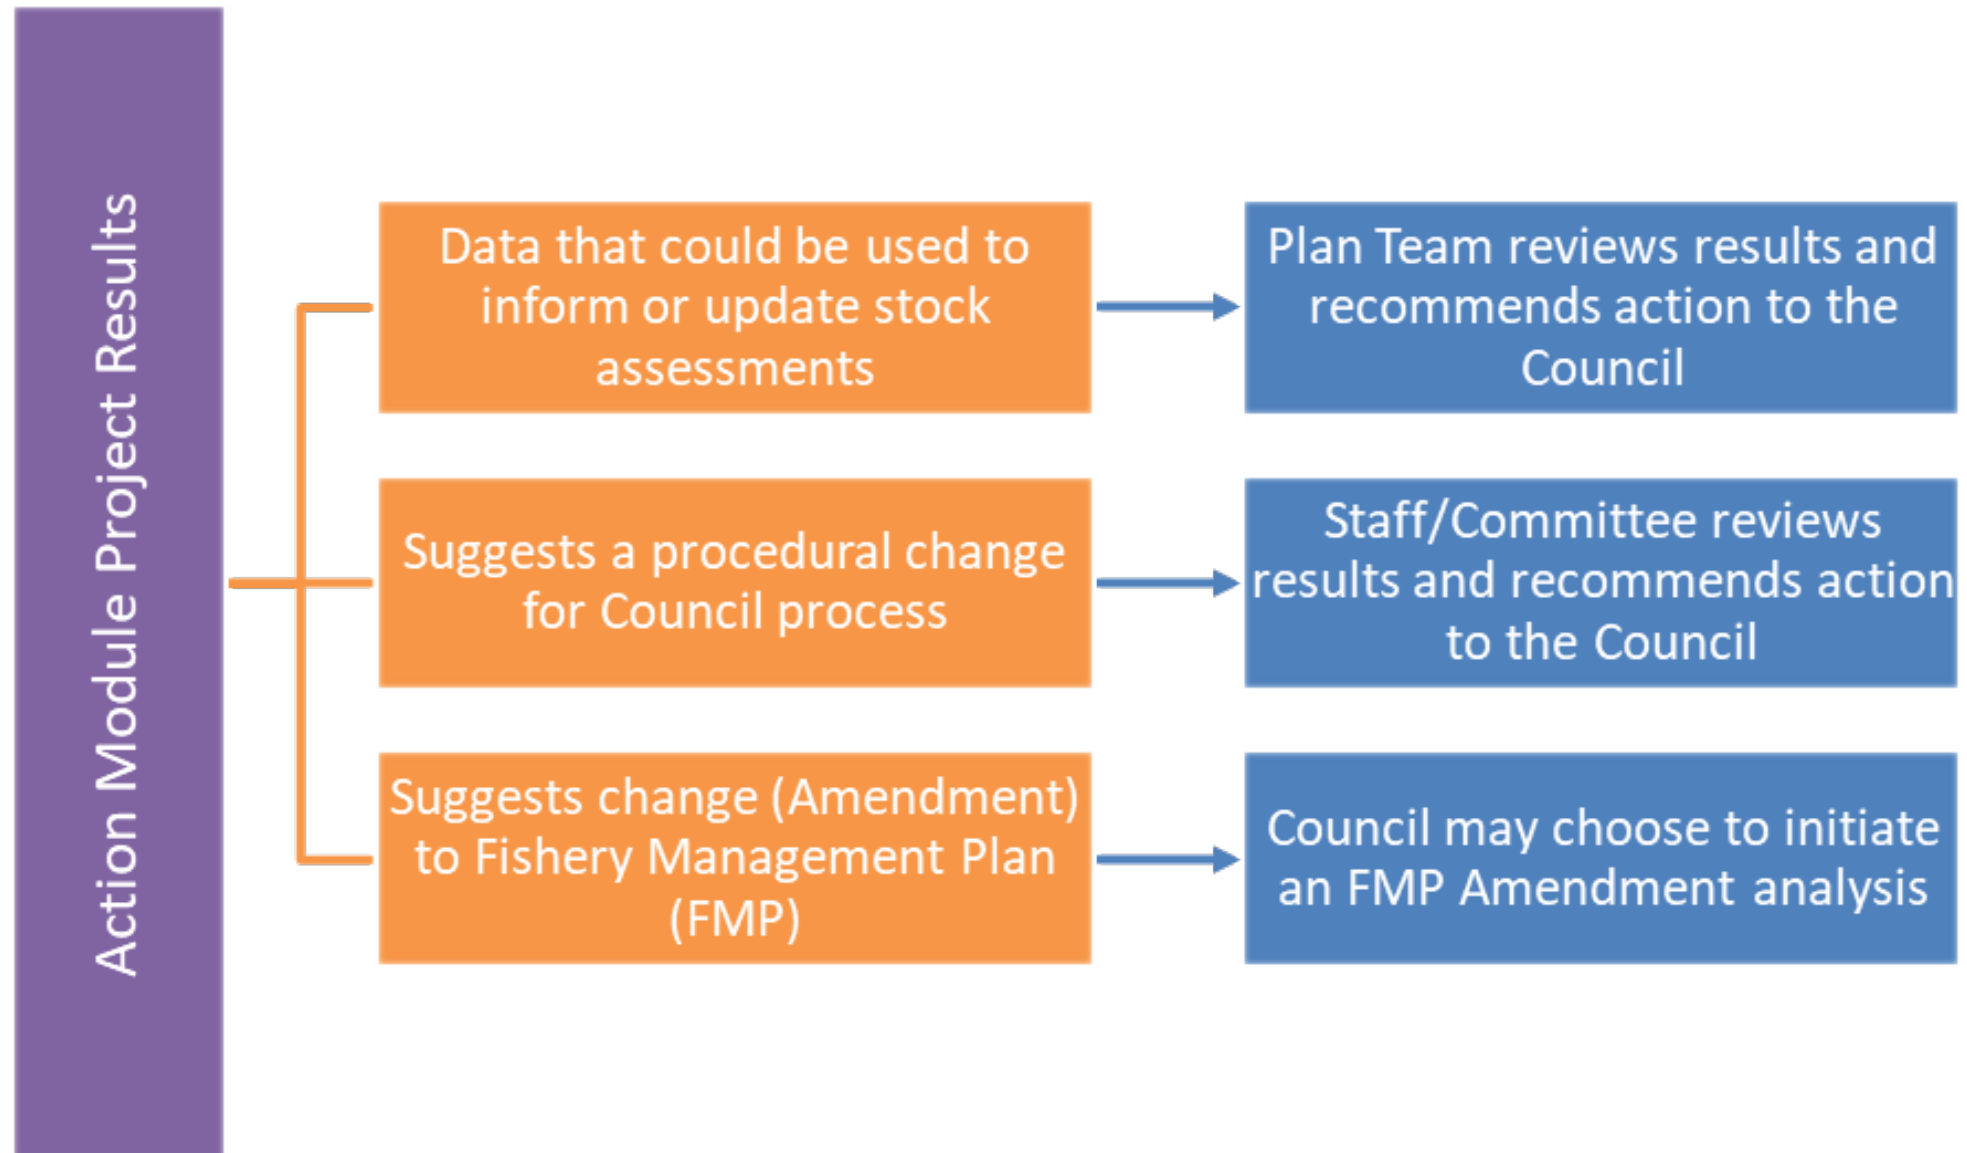 Action Module Project Results
Data that could be used to
inform or update stock
assessments
Plan Team reviews results and
recommends action to the
Council
Suggests a procedural change
for Council process
Staff/Committee reviews
results and recommends action
to the Council
Suggests change (Amendment)
to Fishery Management Plan
(FMP)
Council may choose to initiate
an FMP Amendment analysis